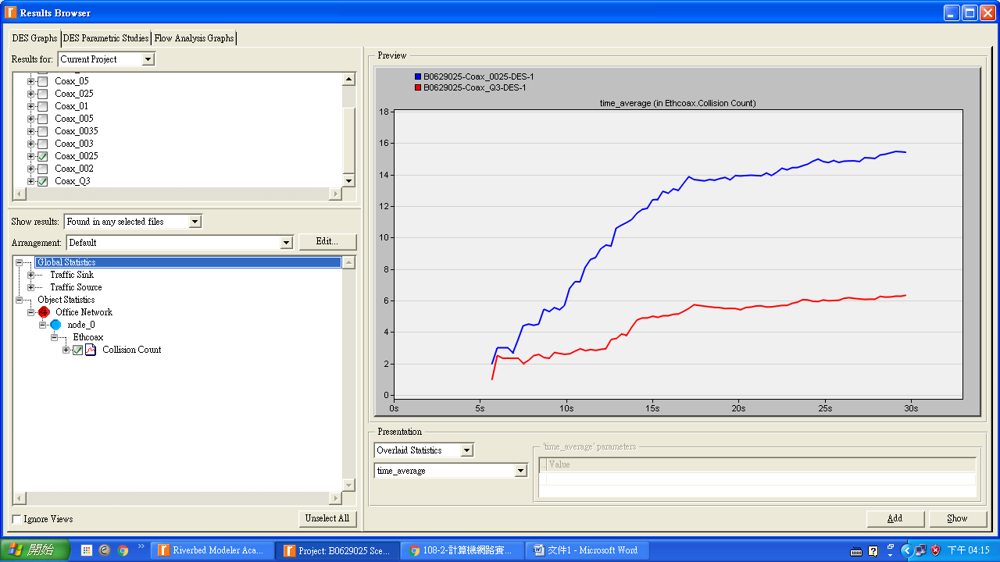 Results Browser
DES Graphs DES Parametric Studies Flow Analysis Graphs
Results for: Current Project
Coax_05
Coax_025
Coax_01
Coax_005
Coax_0035
Coax_003
Coax_0025
Coax_002
Coax_Q3
Show results: Found in any selected files
Arrangement: Default Edit...
Global Statistics
Traffic Sink
Traffic Source
Object Statistics
Office Network
node_0
Ethcoax
Collision Count
Ignore Views Unselect All
Preview
B0629025-Coax_0025-DES-1
B0629025-Coax_Q3-DES-1
time_average (in Ethcoax.Collision Count)
18
16
14
12
10
8
6
4
2
0
0s 5s 10s 15s 20s 25s 30s
Presentation
Overlaid Statistics
time_average
'time_average' parameters
Value
Add Show
開始 Riverbed Modeler Aca... Project: B0629025 Sce... 108-2-計算機網路實... 文件1 - Microsoft Word 下午 04:15